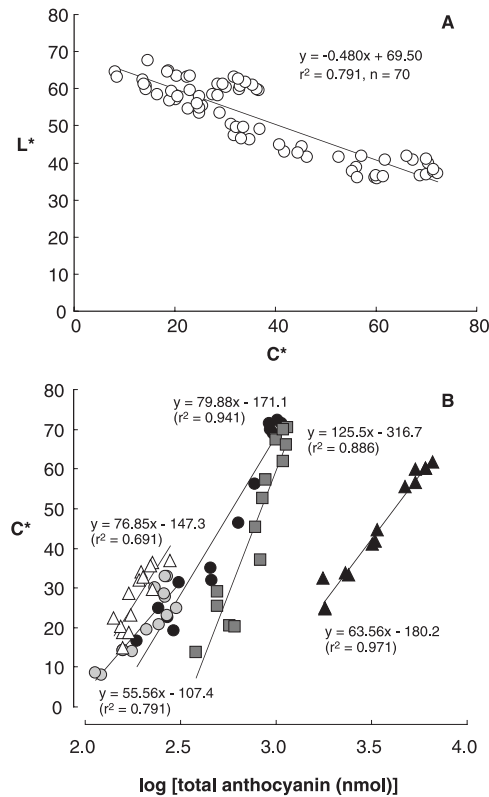 A
80
70
60
50
40
30
20
10
0
L*
y = -0.480x + 69.50
r² = 0.791, n = 70
0 20 40 60 80
C*
B
80
70
60
50
40
30
20
10
0
C*
y = 79.88x - 171.1
(r² = 0.941)
y = 125.5x - 316.7
(r² = 0.886)
y = 76.85x - 147.3
(r² = 0.691)
y = 63.56x - 180.2
(r² = 0.971)
y = 55.56x - 107.4
(r² = 0.791)
2.0 2.5 3.0 3.5 4.0
log [total anthocyanin (nmol)]